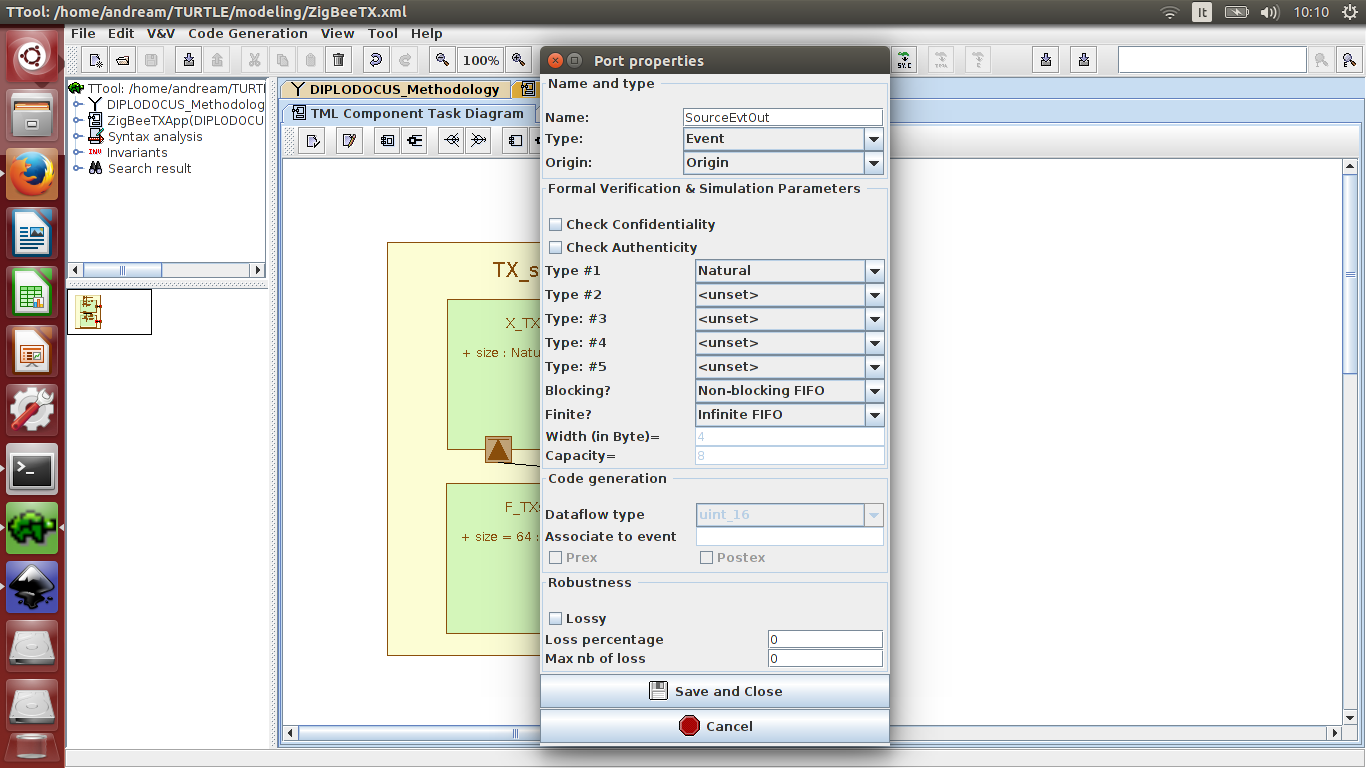 TTool: /home/andream/TURTLE/modeling/ZigBeeTX.xml
It
10:10
File Edit V&V Code Generation View Tool Help
100%
SY. C
TTool: /home/andream/TURTL
DIPLODOCUS_Methodolog
ZigBeeTXApp(DIPLODOCU
Syntax analysis
INV Invariants
Search result
DIPLODOCUS_Methodology
TML Component Task Diagram
TX_s
X_TX
+ size : Natu
F_TX
+ size = 64 :
Port properties
Name and type
Name: SourceEvtOut
Type: Event
Origin: Origin
Formal Verification & Simulation Parameters
Check Confidentiality
Check Authenticity
Type #1 Natural
Type #2 <unset>
Type: #3 <unset>
Type: #4 <unset>
Type: #5 <unset>
Blocking? Non-blocking FIFO
Finite? Infinite FIFO
Width (in Byte)= 4
Capacity= 8
Code generation
Dataflow type uint_16
Associate to event
Prex Postex
Robustness
Lossy
Loss percentage 0
Max nb of loss 0
Save and Close
Cancel